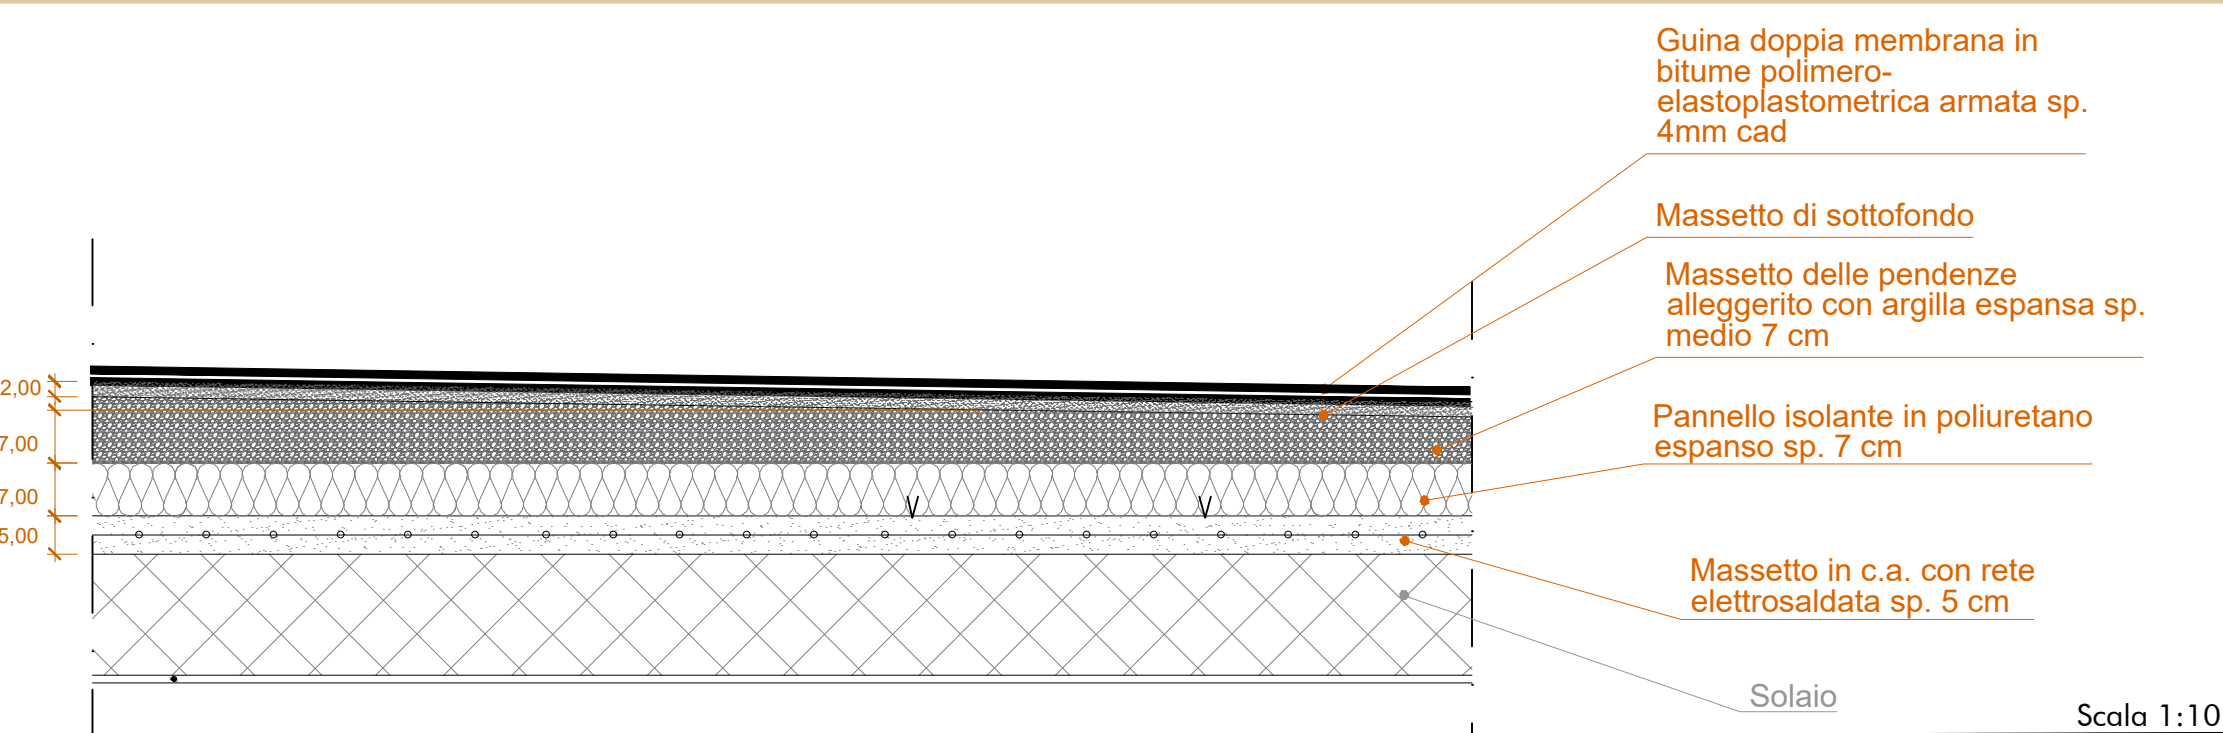 Guina doppia membrana in
bitume polimero-
elastoplastometrica armata sp.
4mm cad
Massetto di sottofondo
Massetto delle pendenze
alleggerito con argilla espansa sp.
medio 7 cm
2,00
7,00
7,00
5,00
Pannello isolante in poliuretano
espanso sp. 7 cm
V V
Massetto in c.a. con rete
elettrosaldata sp. 5 cm
Solaio
Scala 1:10